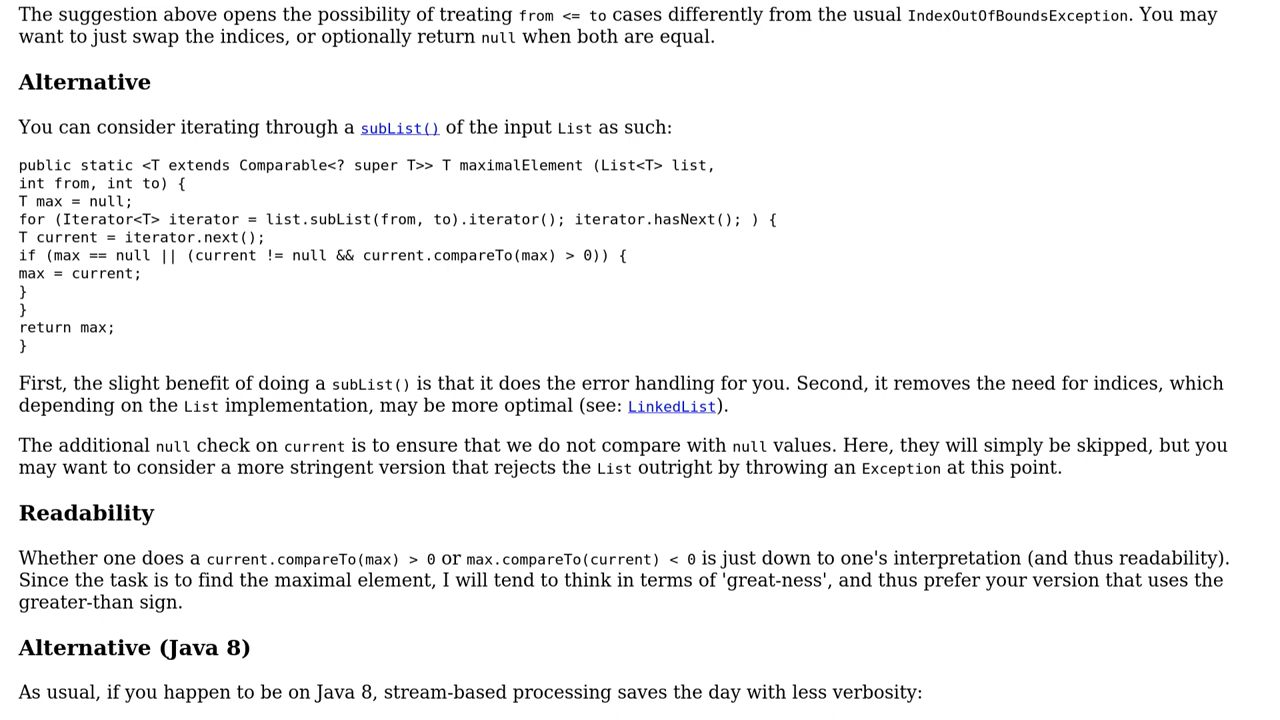 The suggestion above opens the possibility of treating from <= to cases differently from the usual IndexOutOfBoundsException. You may
want to just swap the indices, or optionally return null when both are equal.
Alternative
You can consider iterating through a subList() of the input List as such:
public static <T extends Comparable<? super T>> T maximalElement (List<T> list,
int from, int to) {
T max = null;
for (Iterator<T> iterator = list.subList(from, to).iterator(); iterator.hasNext(); ) {
T current = iterator.next();
if (max == null || (current != null && current.compareTo(max) > 0)) {
max = current;
}
}
return max;
}
First, the slight benefit of doing a subList() is that it does the error handling for you. Second, it removes the need for indices, which
depending on the List implementation, may be more optimal (see: LinkedList).
The additional null check on current is to ensure that we do not compare with null values. Here, they will simply be skipped, but you
may want to consider a more stringent version that rejects the List outright by throwing an Exception at this point.
Readability
Whether one does a current.compareTo(max) > 0 or max.compareTo(current) < 0 is just down to one's interpretation (and thus readability).
Since the task is to find the maximal element, I will tend to think in terms of 'great-ness', and thus prefer your version that uses the
greater-than sign.
Alternative (Java 8)
As usual, if you happen to be on Java 8, stream-based processing saves the day with less verbosity: